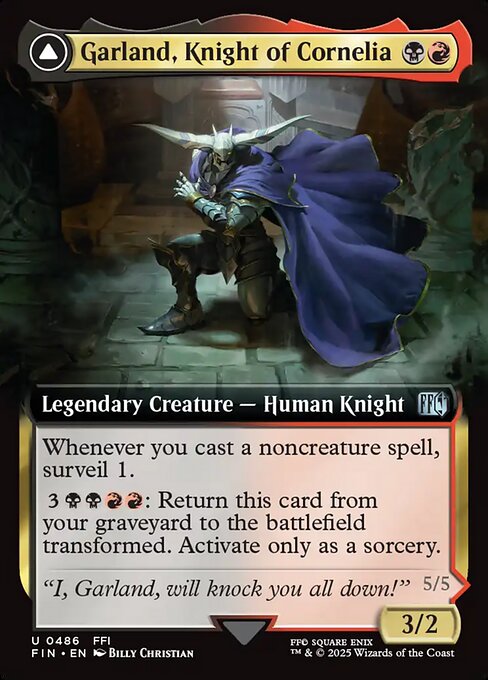 Garland, Knight of Cornelia
Legendary Creature — Human Knight
Whenever you cast a noncreature spell,
surveil 1.
3: Return this card from
your graveyard to the battlefield
transformed. Activate only as a sorcery.
“I, Garland, will knock you all down!”
5/5
3/2
U 0486 FFI
FIN • EN Billy Christian
FF© SQUARE ENIX
™ & © 2025 Wizards of the Coast